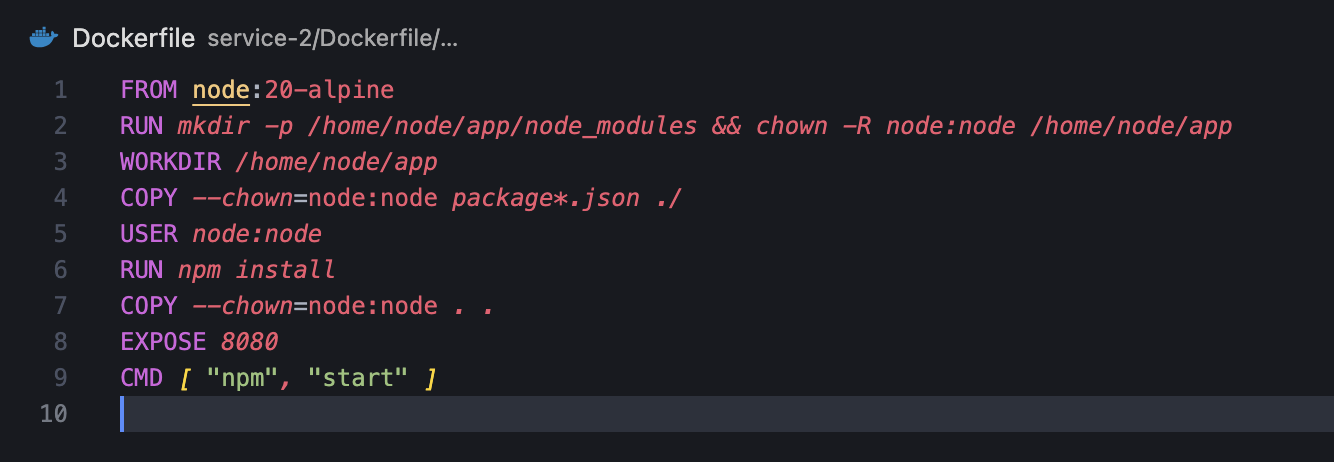 Dockerfile service-2/Dockerfile/...
1 FROM node:20-alpine
2 RUN mkdir -p /home/node/app/node_modules && chown -R node:node /home/node/app
3 WORKDIR /home/node/app
4 COPY --chown=node:node package*.json ./
5 USER node:node
6 RUN npm install
7 COPY --chown=node:node . .
8 EXPOSE 8080
9 CMD [ "npm", "start" ]
10